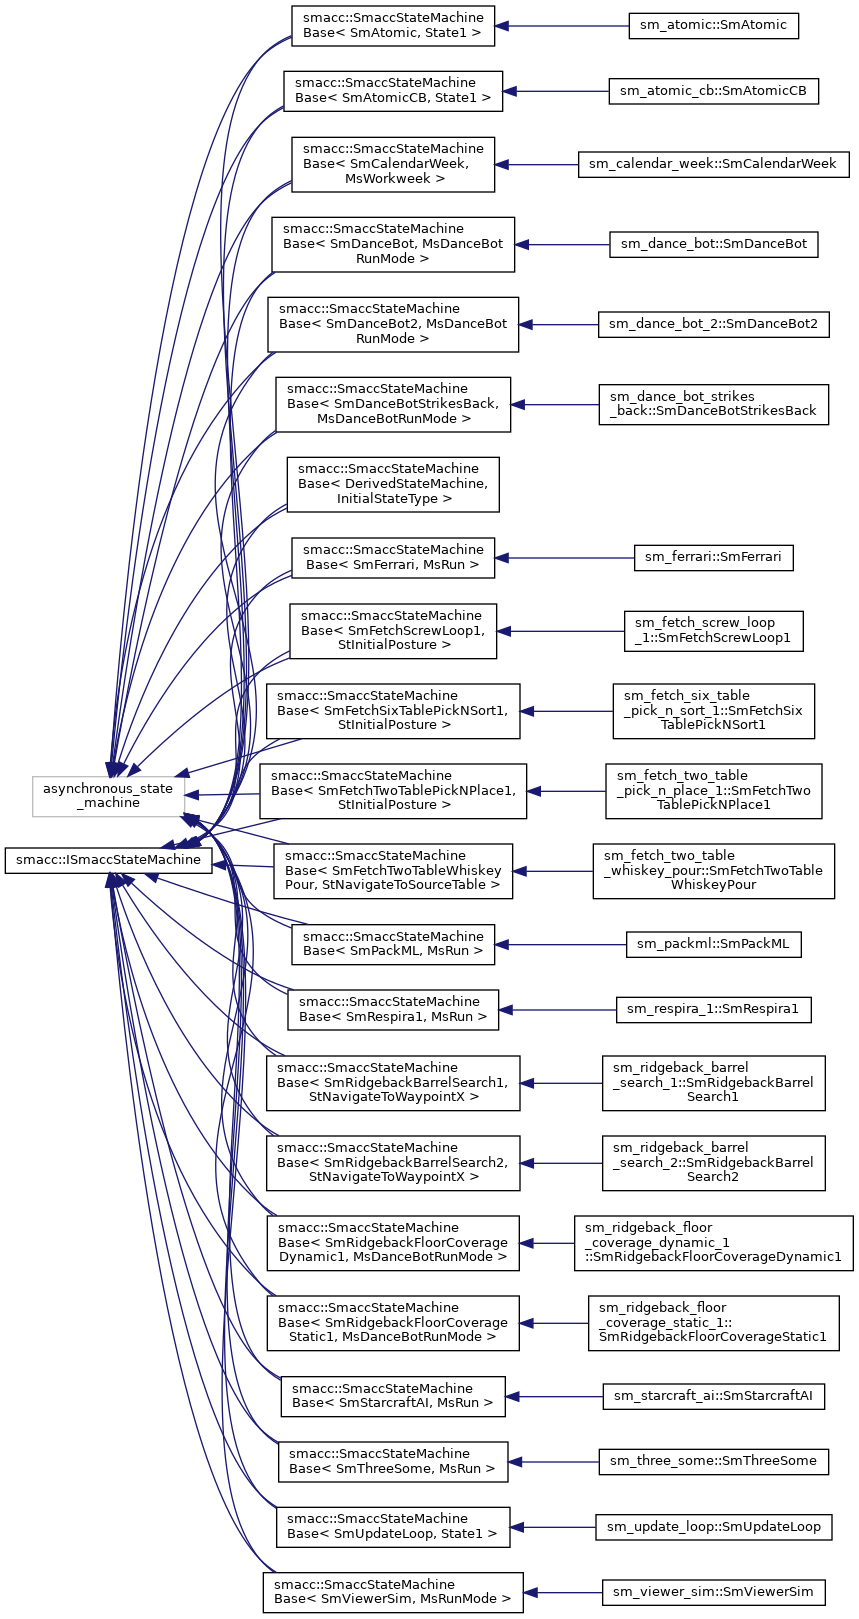 smacc::SmaccStateMachine
Base< SmAtomic, State1 >
sm_atomic::SmAtomic
smacc::SmaccStateMachine
Base< SmAtomicCB, State1 >
sm_atomic_cb::SmAtomicCB
smacc::SmaccStateMachine
Base< SmCalendarWeek,
MsWorkweek >
sm_calendar_week::SmCalendarWeek
smacc::SmaccStateMachine
Base< SmDanceBot, MsDanceBot
RunMode >
sm_dance_bot::SmDanceBot
smacc::SmaccStateMachine
Base< SmDanceBot2, MsDanceBot
RunMode >
sm_dance_bot_2::SmDanceBot2
smacc::SmaccStateMachine
Base< SmDanceBotStrikesBack,
MsDanceBotRunMode >
sm_dance_bot_strikes
_back::SmDanceBotStrikesBack
smacc::SmaccStateMachine
Base< DerivedStateMachine,
InitialStateType >
smacc::SmaccStateMachine
Base< SmFerrari, MsRun >
sm_ferrari::SmFerrari
smacc::SmaccStateMachine
Base< SmFetchScrewLoop1,
StInitialPosture >
sm_fetch_screw_loop
_1::SmFetchScrewLoop1
smacc::SmaccStateMachine
Base< SmFetchSixTablePickNSort1,
StInitialPosture >
sm_fetch_six_table
_pick_n_sort_1::SmFetchSix
TablePickNSort1
asynchronous_state
_machine
smacc::SmaccStateMachine
Base< SmFetchTwoTablePickNPlace1,
StInitialPosture >
sm_fetch_two_table
_pick_n_place_1::SmFetchTwo
TablePickNPlace1
smacc::ISmaccStateMachine
smacc::SmaccStateMachine
Base< SmFetchTwoTableWhiskey
Pour, StNavigateToSourceTable >
sm_fetch_two_table
_whiskey_pour::SmFetchTwoTable
WhiskeyPour
smacc::SmaccStateMachine
Base< SmPackML, MsRun >
sm_packml::SmPackML
smacc::SmaccStateMachine
Base< SmRespira1, MsRun >
sm_respira_1::SmRespira1
smacc::SmaccStateMachine
Base< SmRidgebackBarrelSearch1,
StNavigateToWaypointX >
sm_ridgeback_barrel
_search_1::SmRidgebackBarrel
Search1
smacc::SmaccStateMachine
Base< SmRidgebackBarrelSearch2,
StNavigateToWaypointX >
sm_ridgeback_barrel
_search_2::SmRidgebackBarrel
Search2
smacc::SmaccStateMachine
Base< SmRidgebackFloorCoverage
Dynamic1, MsDanceBotRunMode >
sm_ridgeback_floor
_coverage_dynamic_1
::SmRidgebackFloorCoverageDynamic1
smacc::SmaccStateMachine
Base< SmRidgebackFloorCoverage
Static1, MsDanceBotRunMode >
sm_ridgeback_floor
_coverage_static_1::
SmRidgebackFloorCoverageStatic1
smacc::SmaccStateMachine
Base< SmStarcraftAI, MsRun >
sm_starcraft_ai::SmStarcraftAI
smacc::SmaccStateMachine
Base< SmThreeSome, MsRun >
sm_three_some::SmThreeSome
smacc::SmaccStateMachine
Base< SmUpdateLoop, State1 >
sm_update_loop::SmUpdateLoop
smacc::SmaccStateMachine
Base< SmViewerSim, MsRunMode >
sm_viewer_sim::SmViewerSim